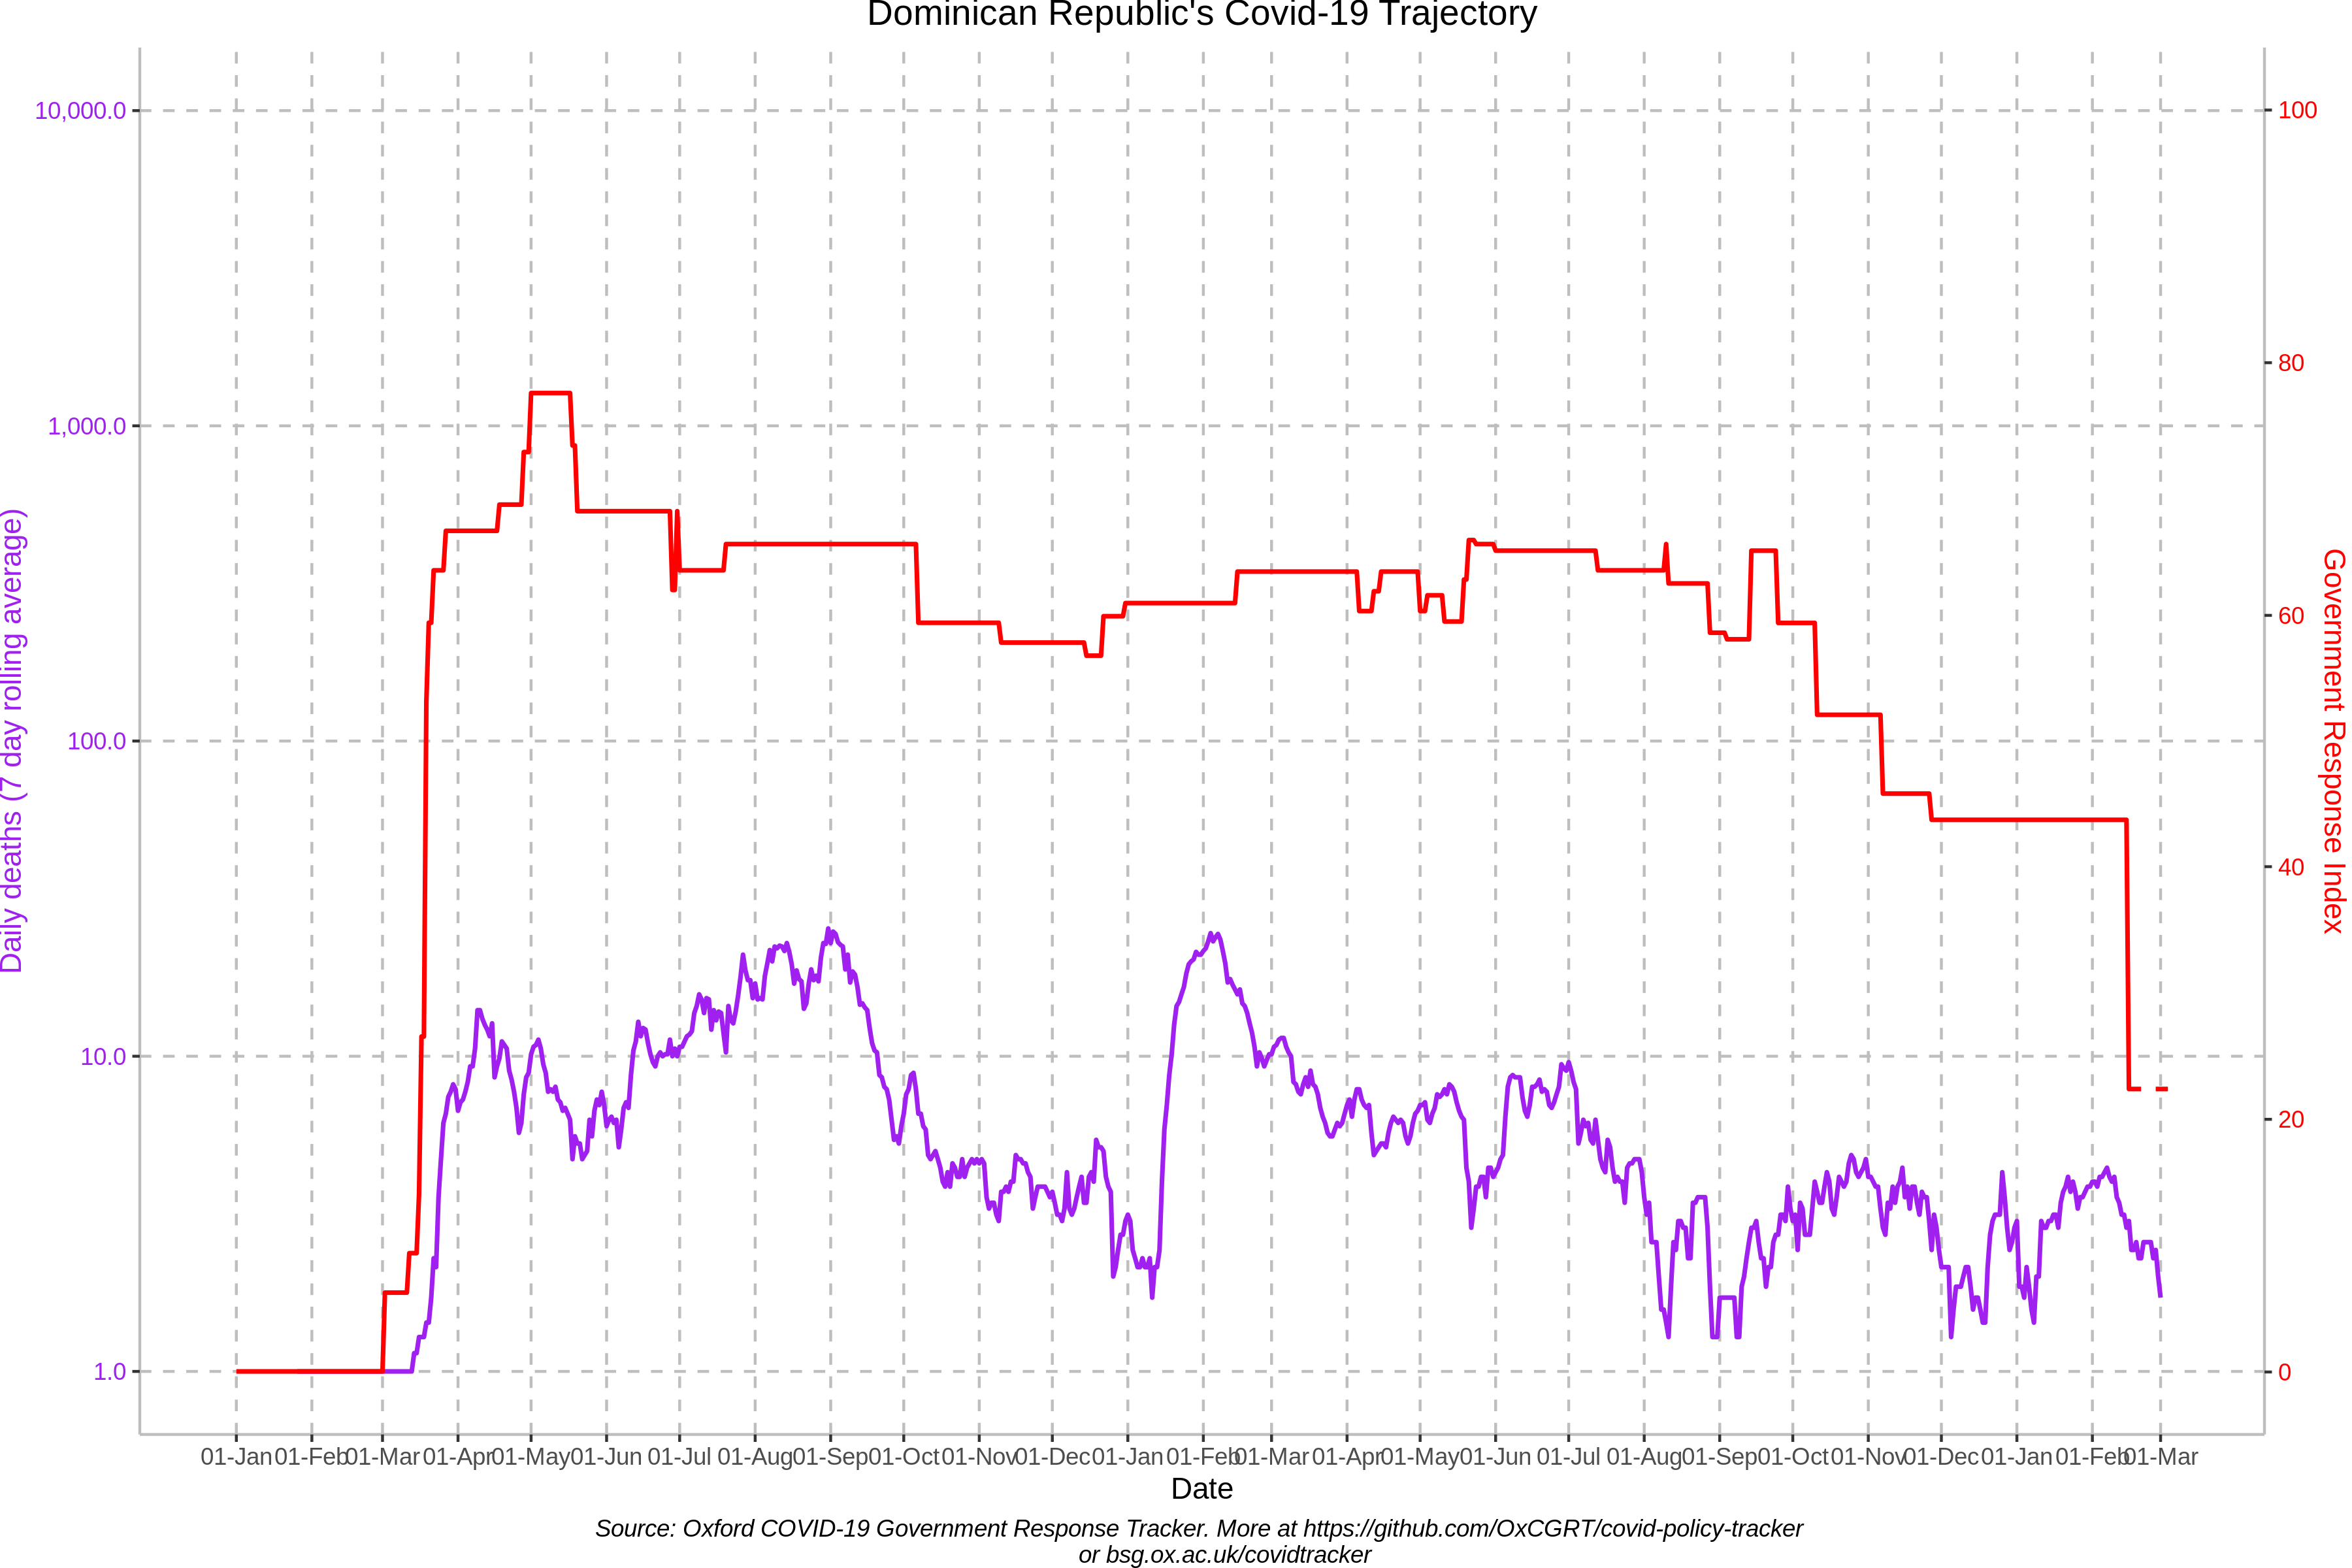 Dominican Republic's Covid-19 Trajectory
10,000.0
1,000.0
100.0
10.0
1.0
Daily deaths (7 day rolling average)
100
80
60
40
20
0
Government Response Index
01-Jan 01-Feb 01-Mar 01-Apr 01-May 01-Jun 01-Jul 01-Aug 01-Sep 01-Oct 01-Nov 01-Dec 01-Jan 01-Feb 01-Mar 01-Apr 01-May 01-Jun 01-Jul 01-Aug 01-Sep 01-Oct 01-Nov 01-Dec 01-Jan 01-Feb 01-Mar
Date
Source: Oxford COVID-19 Government Response Tracker. More at https://github.com/OxCGRT/covid-policy-tracker
or bsg.ox.ac.uk/covidtracker